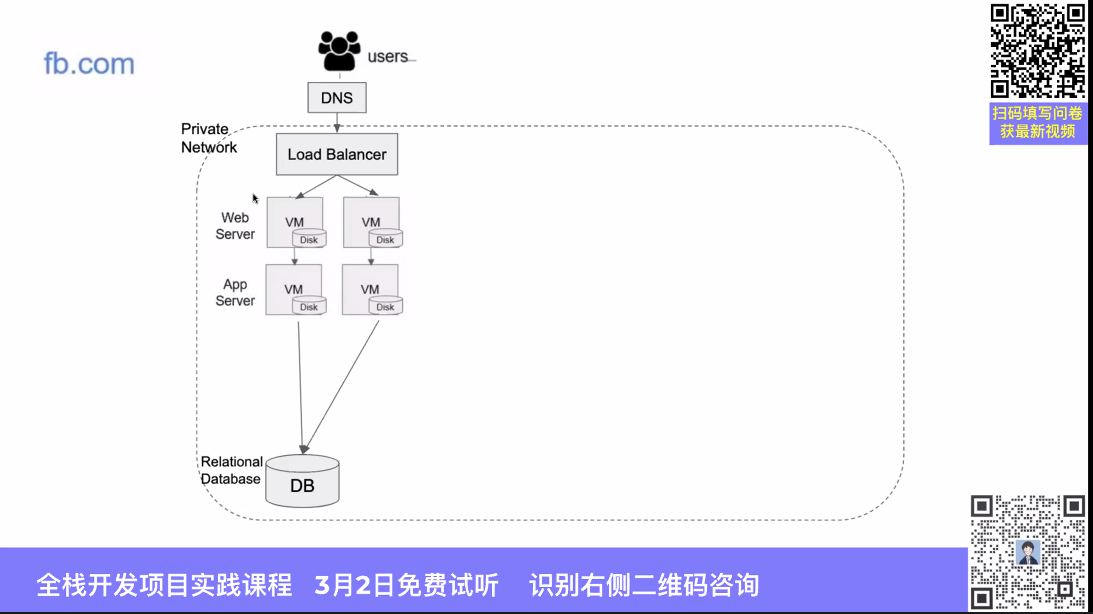 fb.com
users
DNS
Private
Network
Load Balancer
Web
Server
VM
Disk
VM
Disk
App
Server
VM
Disk
VM
Disk
Relational
Database
DB
扫码填写问卷
获最新视频
全栈开发项目实践课程 3月2日免费试听 识别右侧二维码咨询